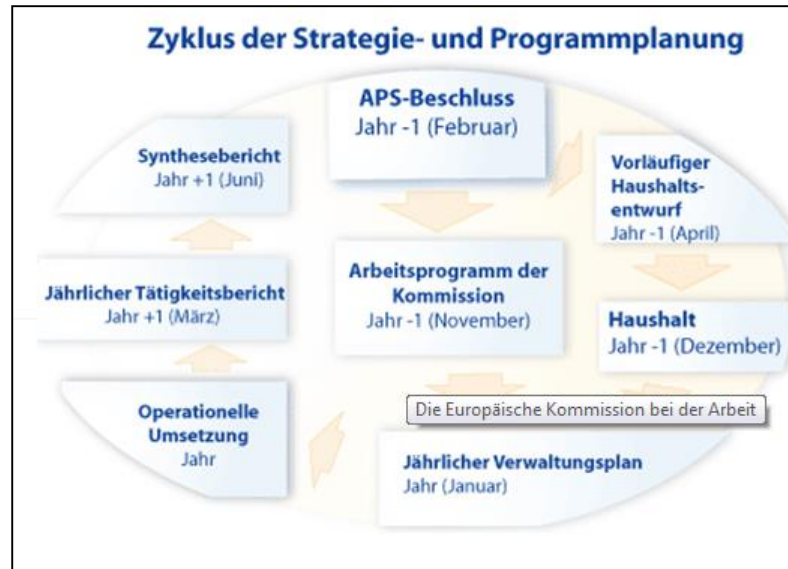 Zyklus der Strategie- und Programmplanung
APS-Beschluss
Jahr -1 (Februar)
Synthesebericht
Jahr +1 (Juni)
Vorläufiger
Haushalts-
entwurf
Jahr -1 (April)
Arbeitsprogramm der
Kommission
Jahr -1 (November)
Jährlicher Tätigkeitsbericht
Jahr +1 (März)
Haushalt
Jahr -1 (Dezember)
Die Europäische Kommission bei der Arbeit
Operationelle
Umsetzung
Jahr
Jährlicher Verwaltungsplan
Jahr (Januar)